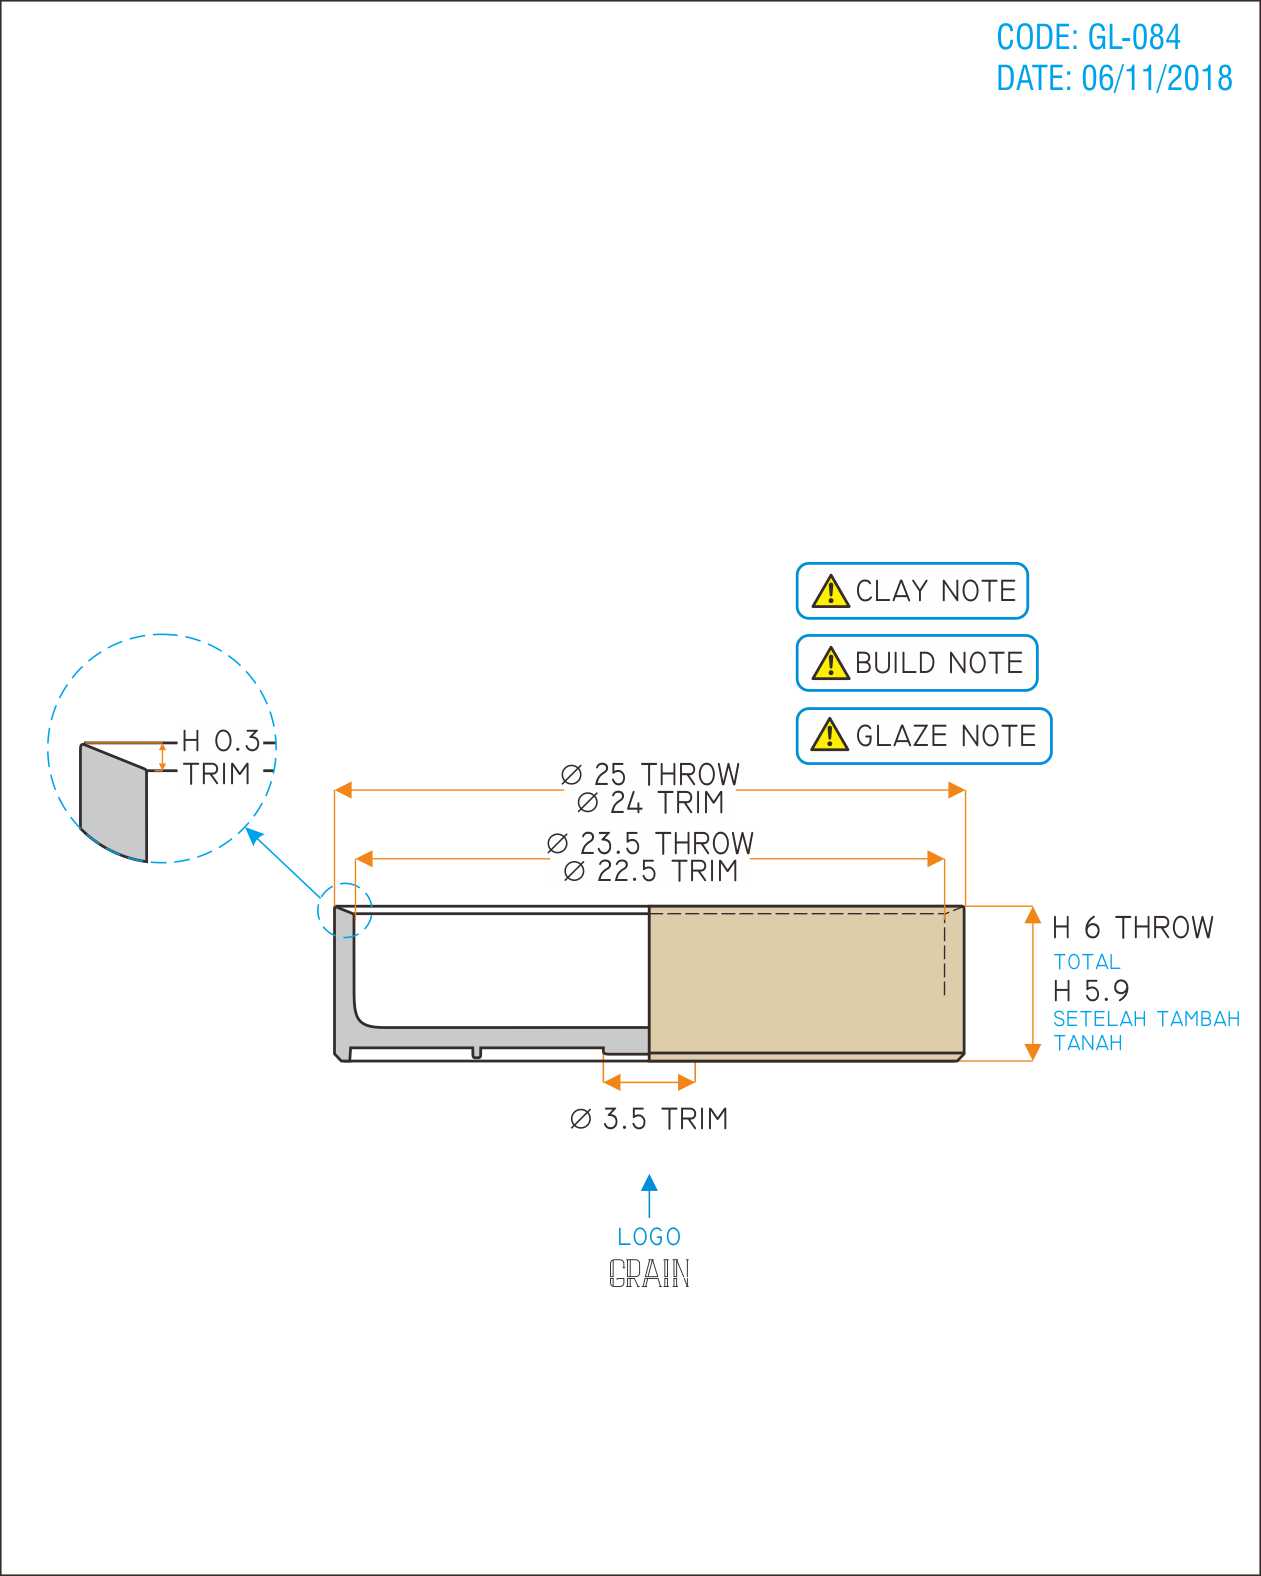 CODE: GL-084
DATE: 06/11/2018
CLAY NOTE
BUILD NOTE
GLAZE NOTE
H 0.3
TRIM
Ø 25 THROW
Ø 24 TRIM
Ø 23.5 THROW
Ø 22.5 TRIM
H 6 THROW
TOTAL
H 5.9
SETELAH TAMBAH
TANAH
Ø 3.5 TRIM
LOGO
GRAIN